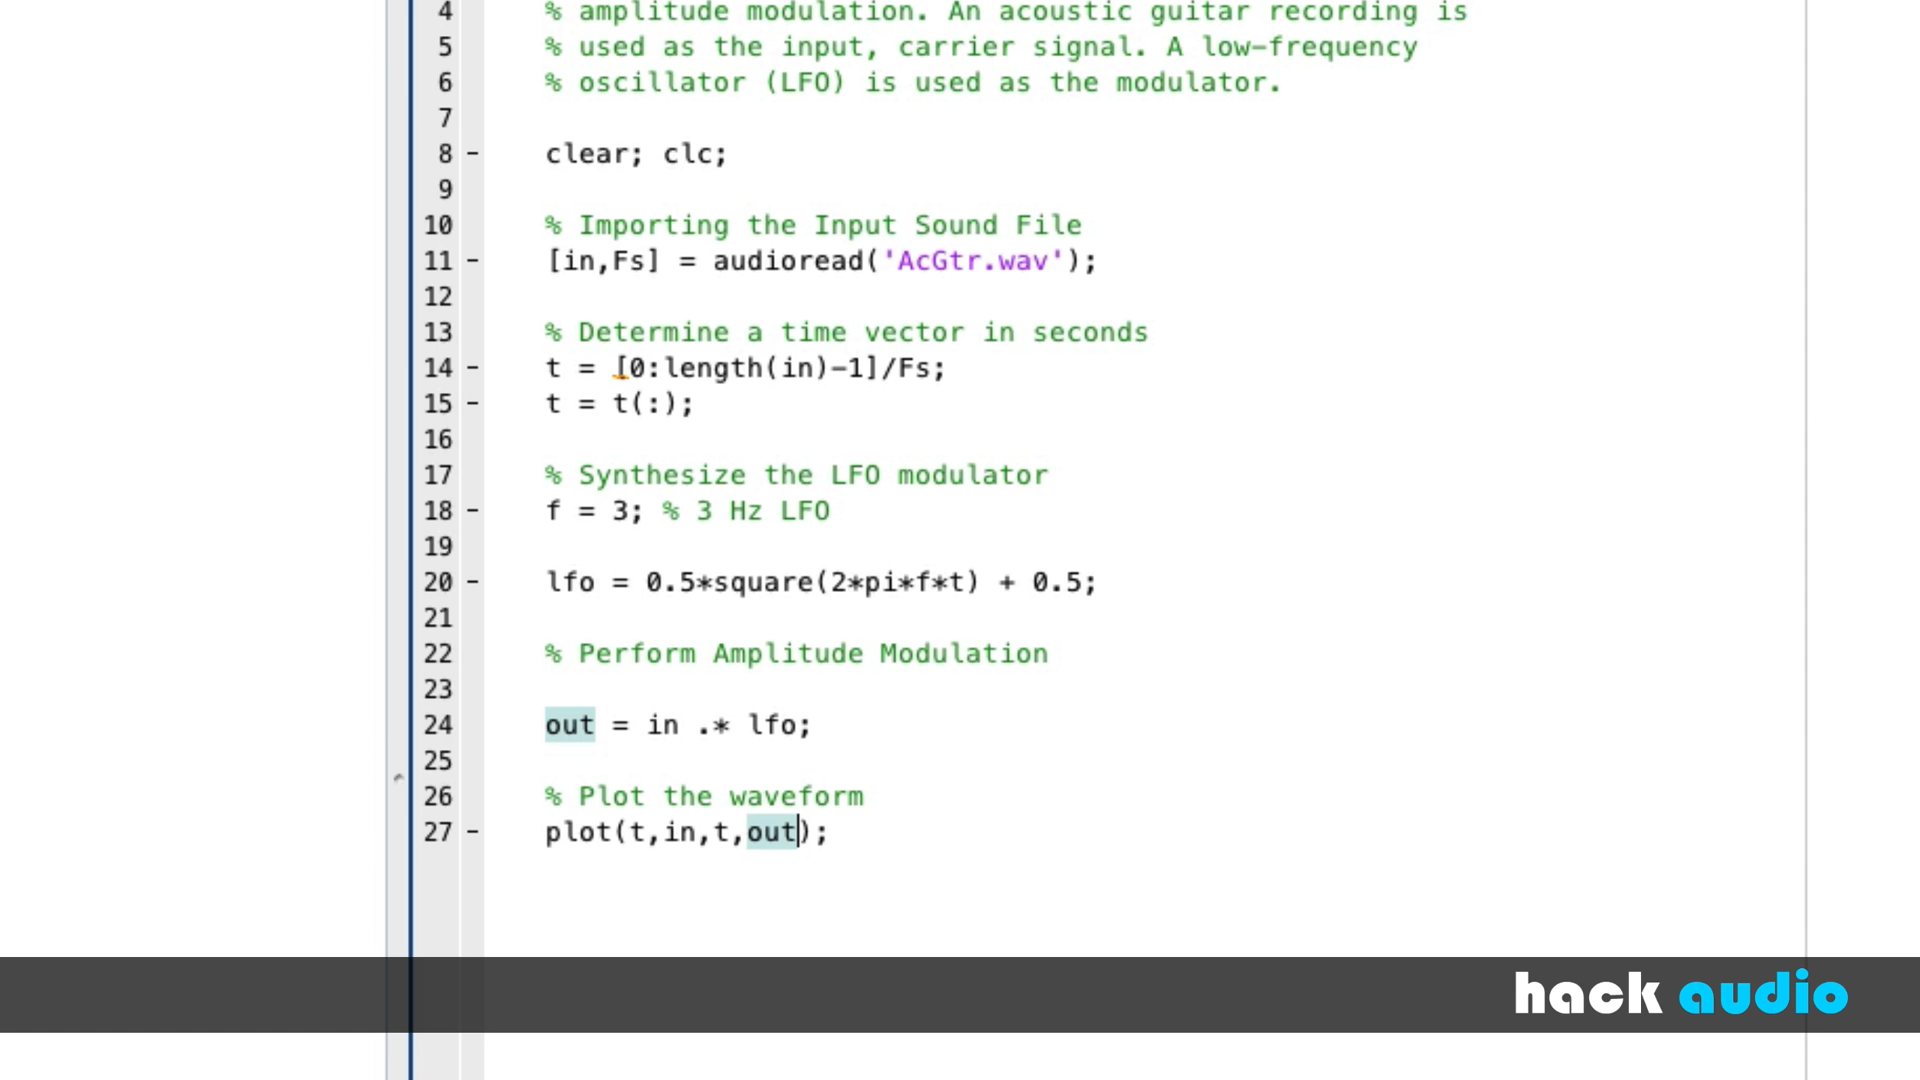 4 % amplitude modulation. An acoustic guitar recording is
5 % used as the input, carrier signal. A low-frequency
6 % oscillator (LFO) is used as the modulator.
7
8 - clear; clc;
9
10 % Importing the Input Sound File
11 - [in,Fs] = audioread('AcGtr.wav');
12
13 % Determine a time vector in seconds
14 - t = [0:length(in)-1]/Fs;
15 - t = t(:);
16
17 % Synthesize the LFO modulator
18 - f = 3; % 3 Hz LFO
19
20 - lfo = 0.5*square(2*pi*f*t) + 0.5;
21
22 % Perform Amplitude Modulation
23
24 out = in .* lfo;
25
26 % Plot the waveform
27 - plot(t,in,t,out);
hack audio